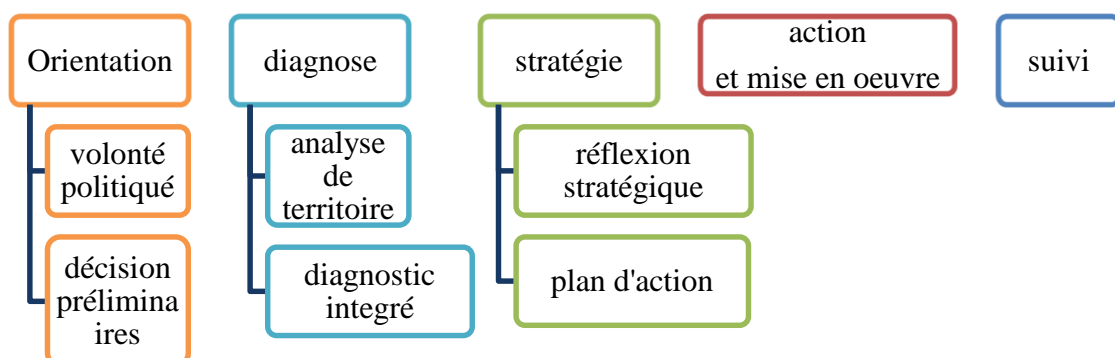 Orientation
volonté
politiqué
décision
prélimina
ires
diagnose
analyse
de
territoire
diagnostic
integré
stratégie
réflexion
stratégique
plan d'action
action
et mise en oeuvre
suivi